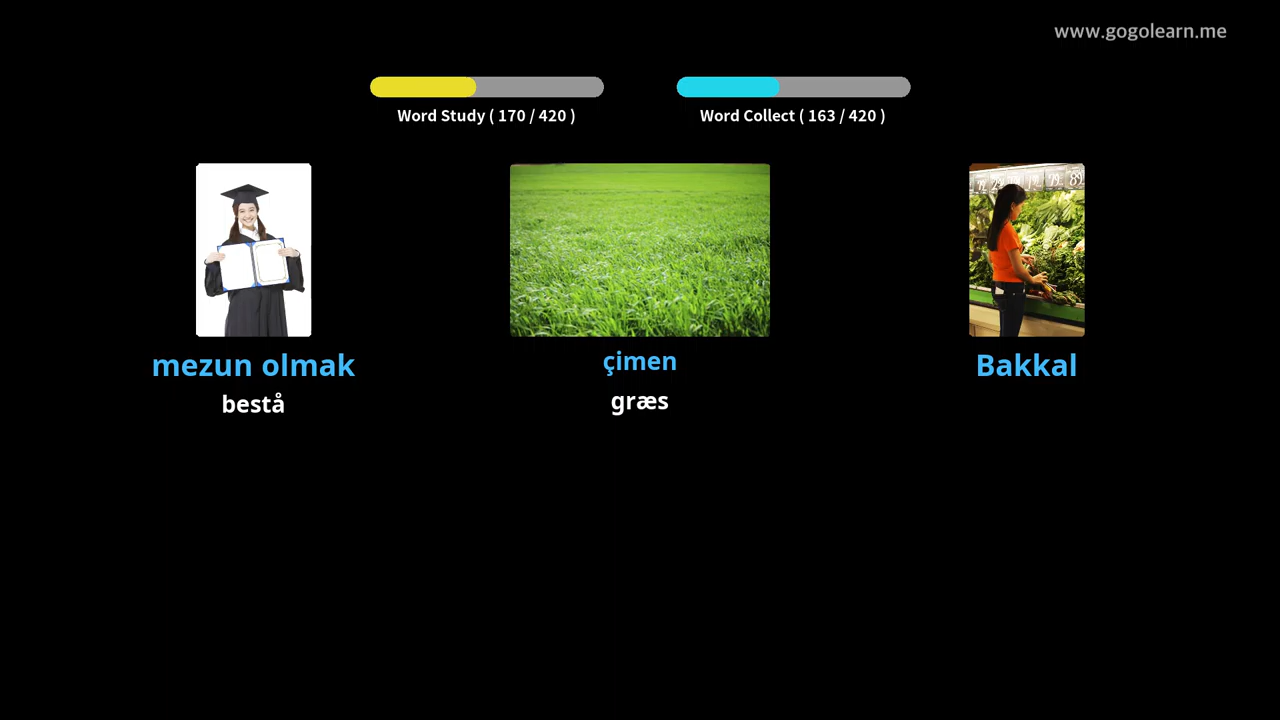 www.gogolearn.me
Word Study ( 170 / 420 )
Word Collect ( 163 / 420 )
mezun olmak
bestå
çimen
græs
Bakkal